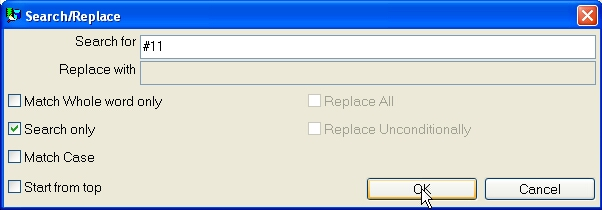 Search/Replace
Search for #11
Replace with
Match Whole word only Replace All
Search only Replace Unconditionally
Match Case
Start from top OK Cancel